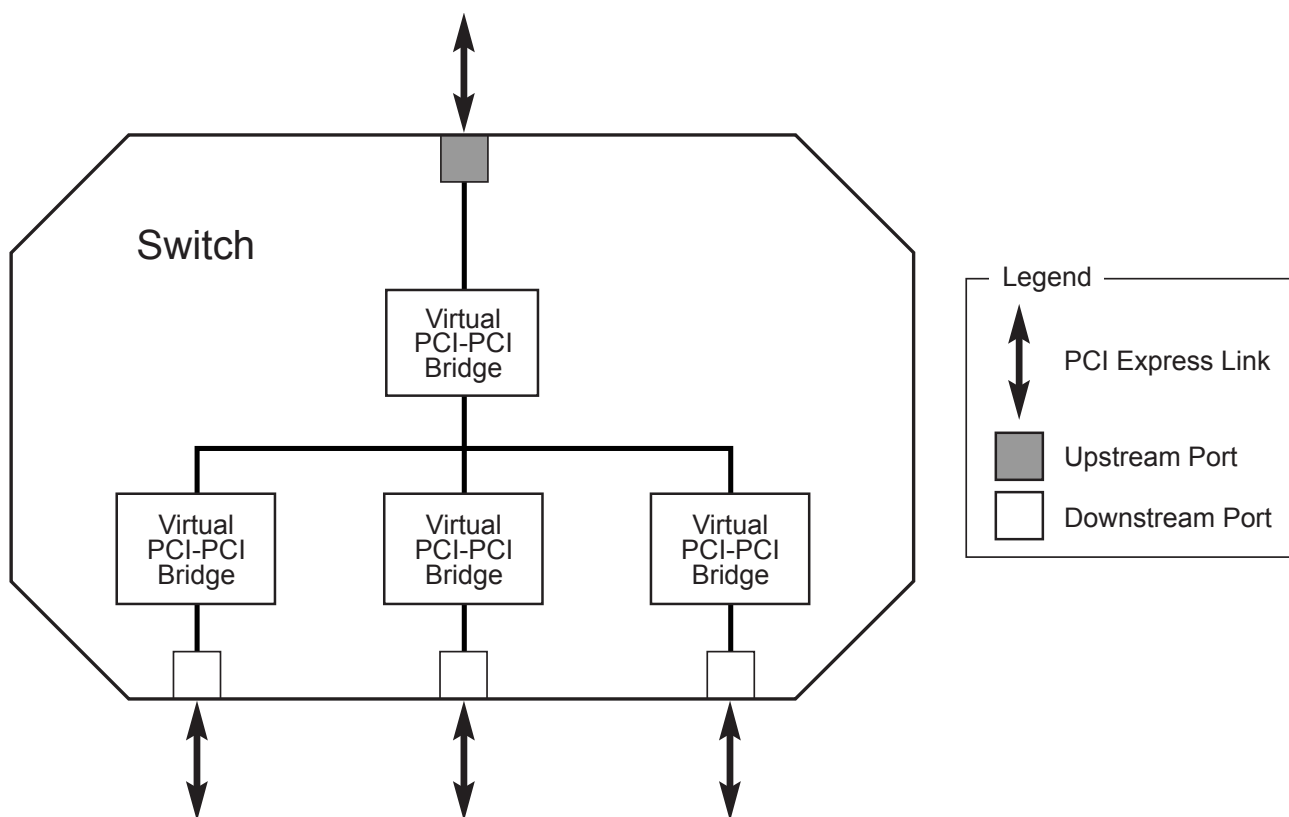 Switch
Virtual
PCI-PCI
Bridge
Virtual
PCI-PCI
Bridge
Virtual
PCI-PCI
Bridge
Virtual
PCI-PCI
Bridge
Legend
PCI Express Link
Upstream Port
Downstream Port